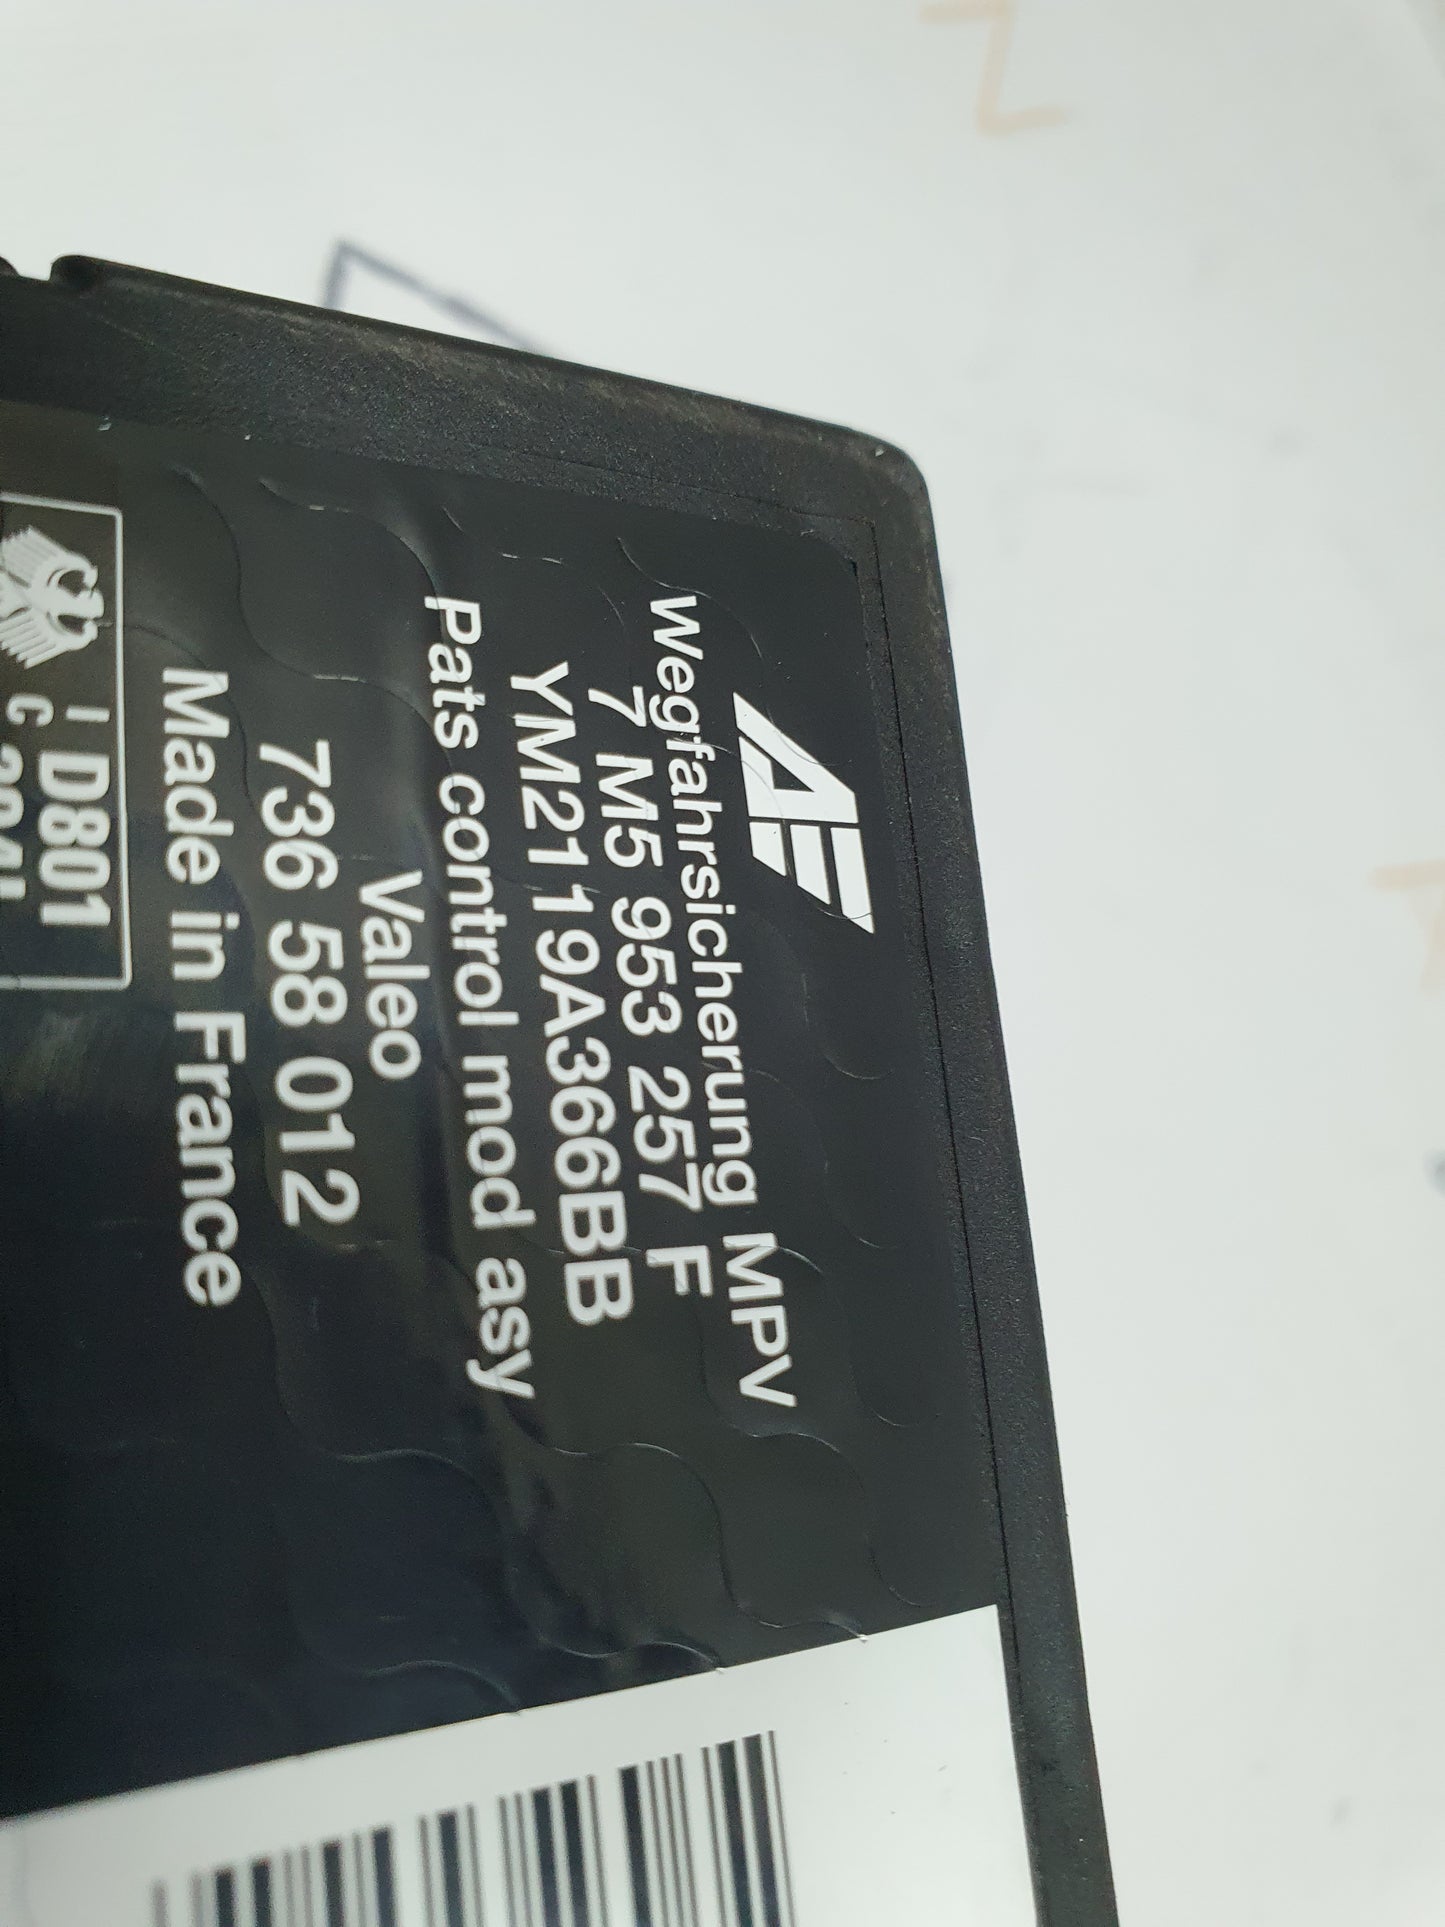 AE
Wegfahrsicherung MPV
7 M5 953 257 F
YM21 19A366BB
Pats control mod asy
Valeo
736 58 012
Made in France
I D801
C